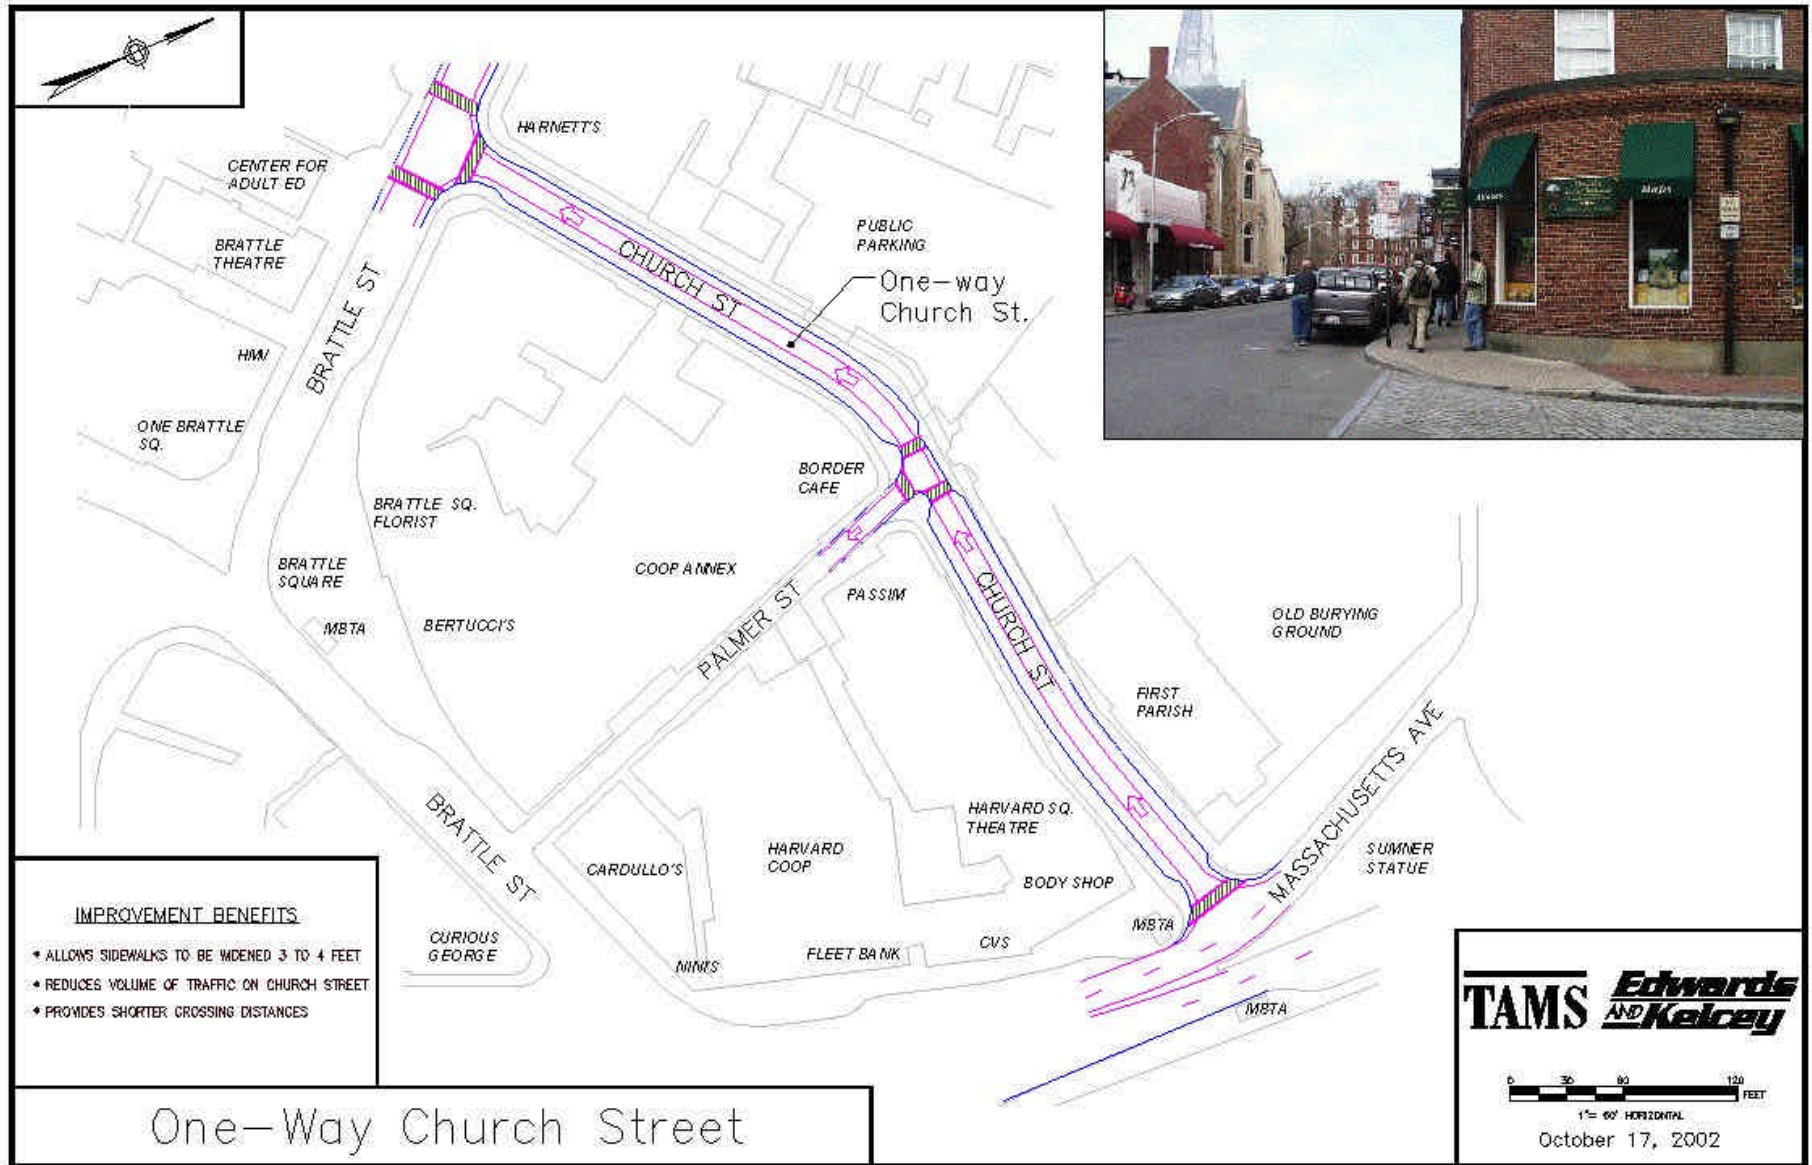 HARNETT'S
CENTER FOR
ADULT ED
BRATTLE
THEATRE
PUBLIC
PARKING
One-way
Church St.
CHURCH ST
BRATTLE ST
HMV
ONE BRATTLE
SQ.
BRATTLE SQ.
FLORIST
BORDER
CAFE
BRATTLE
SQUARE
COOP ANNEX
PASSIM
PALMER ST
CHURCH ST
MBTA
BERTUCCI'S
OLD BURYING
GROUND
FIRST
PARISH
MASSACHUSETTS AVE
BRATTLE ST
HARVARD SQ.
THEATRE
CARDULLO'S
HARVARD
COOP
BODY SHOP
SUMNER
STATUE
MBTA
CURIOUS
GEORGE
NINI'S
FLEET BANK
CVS
MBTA
IMPROVEMENT BENEFITS
* ALLOWS SIDEWALKS TO BE WIDENED 3 TO 4 FEET
* REDUCES VOLUME OF TRAFFIC ON CHURCH STREET
* PROVIDES SHORTER CROSSING DISTANCES
One-Way Church Street
TAMS
Edwards
AND Kelcey
0 30 60 120
FEET
1"= 60' HORIZONTAL
October 17, 2002
Maps